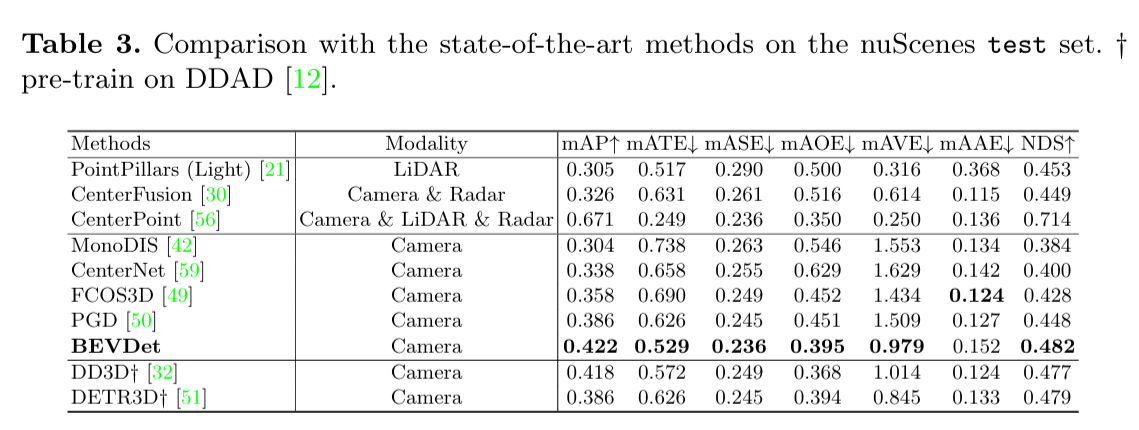 Table 3. Comparison with the state-of-the-art methods on the nuScenes test set. †
pre-train on DDAD [12].
Methods Modality mAP↑ mATE↓ mASE↓ mAOE↓ mAVE↓ mAAE↓ NDS↑
PointPillars (Light) [21] LiDAR 0.305 0.517 0.290 0.500 0.316 0.368 0.453
CenterFusion [30] Camera & Radar 0.326 0.631 0.261 0.516 0.614 0.115 0.449
CenterPoint [56] Camera & LiDAR & Radar 0.671 0.249 0.236 0.350 0.250 0.136 0.714
MonoDIS [42] Camera 0.304 0.738 0.263 0.546 1.553 0.134 0.384
CenterNet [59] Camera 0.338 0.658 0.255 0.629 1.629 0.142 0.400
FCOS3D [49] Camera 0.358 0.690 0.249 0.452 1.434 0.124 0.428
PGD [50] Camera 0.386 0.626 0.245 0.451 1.509 0.127 0.448
BEVDet Camera 0.422 0.529 0.236 0.395 0.979 0.152 0.482
DD3D† [32] Camera 0.418 0.572 0.249 0.368 1.014 0.124 0.477
DETR3D† [51] Camera 0.386 0.626 0.245 0.394 0.845 0.133 0.479